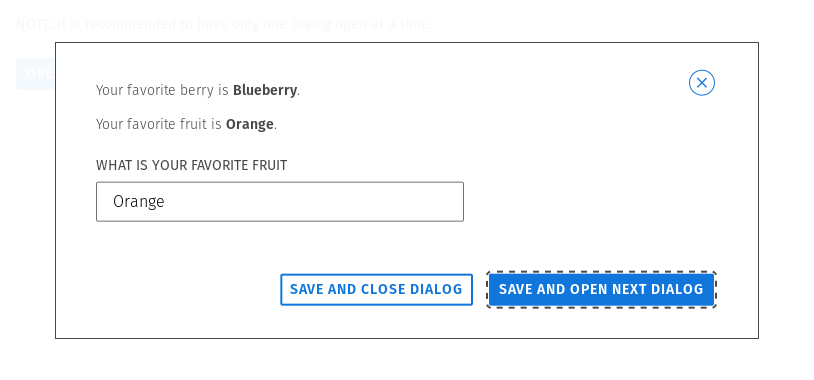 NOTE: It is recommended to have only one Dialog open at a time.
OPE
Your favorite berry is Blueberry.
Your favorite fruit is Orange.
WHAT IS YOUR FAVORITE FRUIT
Orange
SAVE AND CLOSE DIALOG
SAVE AND OPEN NEXT DIALOG